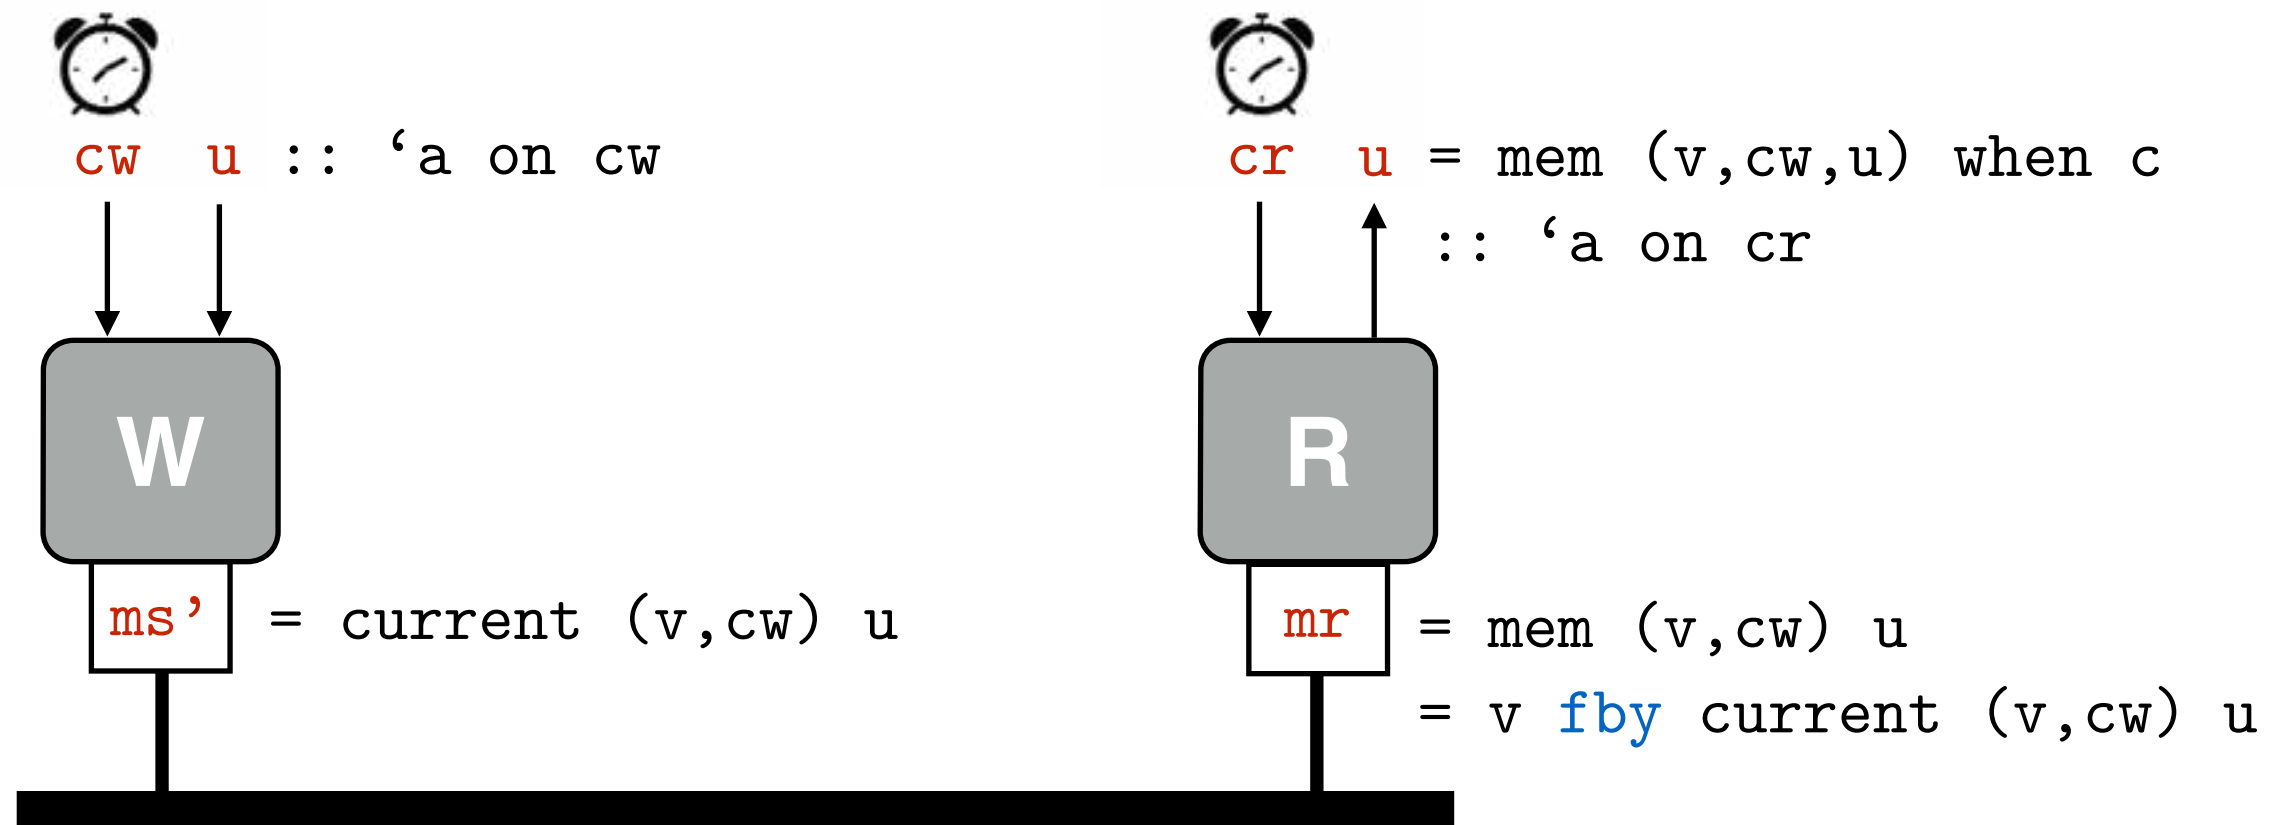 cw u :: ‘a on cw
cr u = mem (v,cw,u) when c
:: ‘a on cr
W
R
ms’ = current (v,cw) u
mr = mem (v,cw) u
= v fby current (v,cw) u